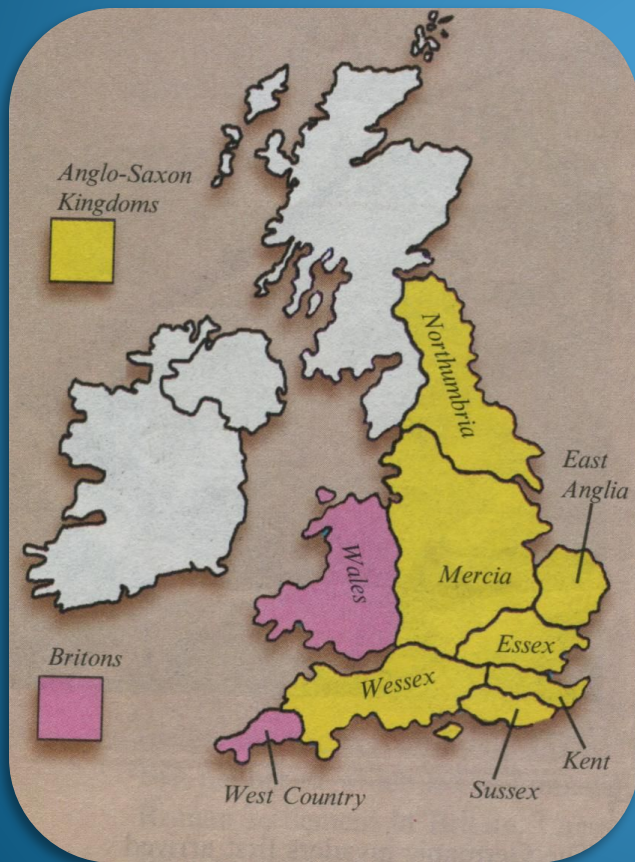 Anglo-Saxon
Kingdoms
Northumbria
East
Anglia
Wales
Mercia
Essex
Britons
Wessex
Kent
West Country
Sussex